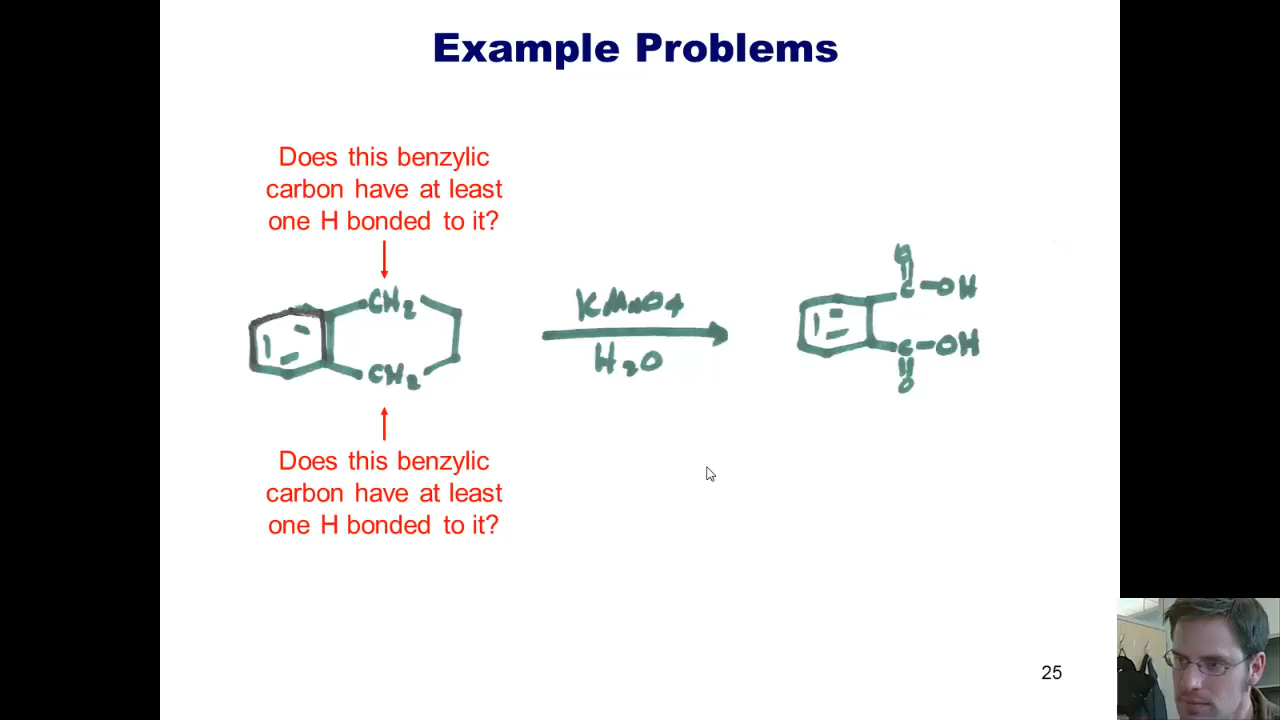 Example Problems
Does this benzylic
carbon have at least
one H bonded to it?
CH2
CH2
KMnO4
H2O
O
C-OH
C-OH
O
Does this benzylic
carbon have at least
one H bonded to it?
25